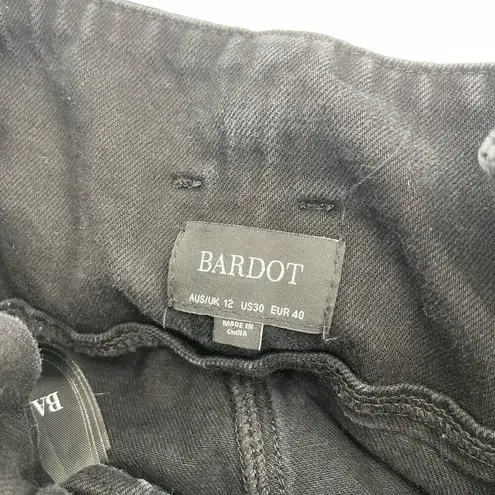 BARDOT
AUS/UK 12 US30 EUR 40
MADE IN
CHINA
BA